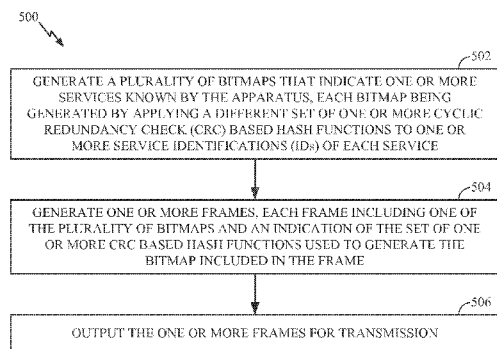 500
502
GENERATE A PLURALITY OF BITMAPS THAT INDICATE ONE OR MORE
SERVICES KNOWN BY THE APPARATUS, EACH BITMAP BEING
GENERATED BY APPLYING A DIFFERENT SET OF ONE OR MORE CYCLIC
REDUNDANCY CHECK (CRC) BASED HASH FUNCTIONS TO ONE OR
MORE SERVICE IDENTIFICATIONS (IDs) OF EACH SERVICE
504
GENERATE ONE OR MORE FRAMES, EACH FRAME INCLUDING ONE OF
THE PLURALITY OF BITMAPS AND AN INDICATION OF THE SET OF ONE
OR MORE CRC BASED HASH FUNCTIONS USED TO GENERATE THE
BITMAP INCLUDED IN THE FRAME
506
OUTPUT THE ONE OR MORE FRAMES FOR TRANSMISSION